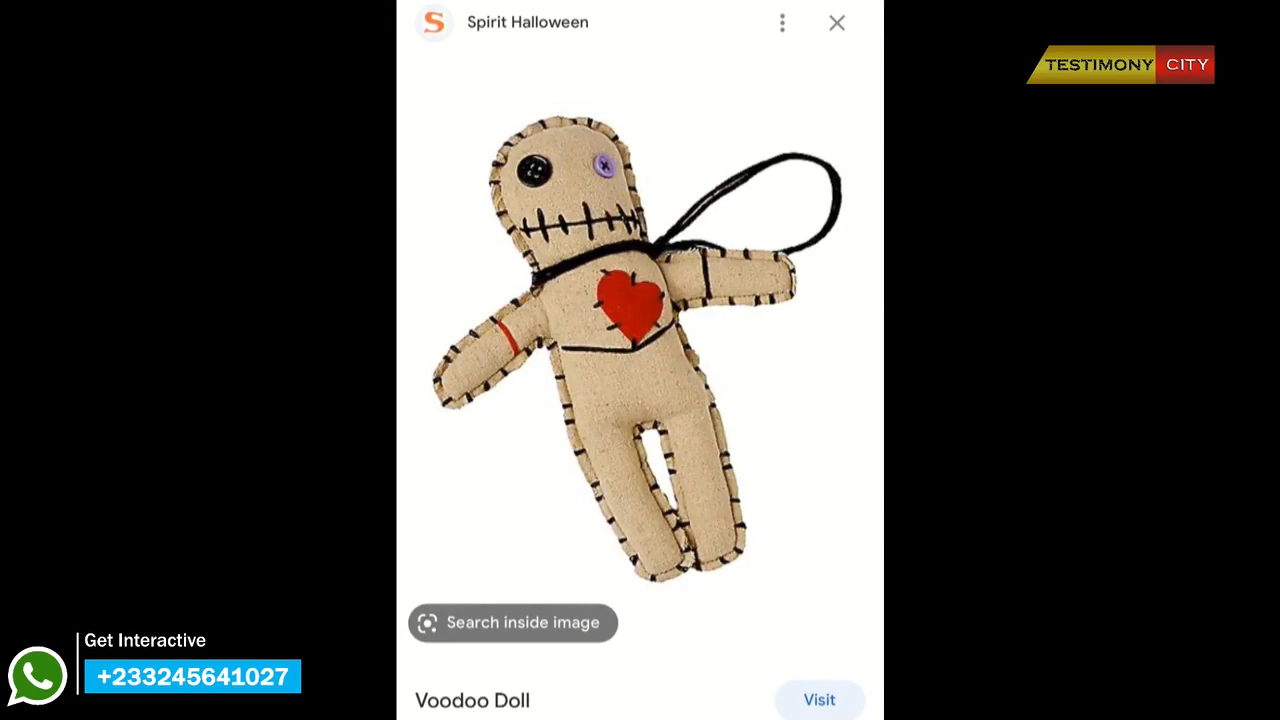 S Spirit Halloween
TESTIMONY CITY
Search inside image
Get Interactive
+233245641027
Voodoo Doll
Visit